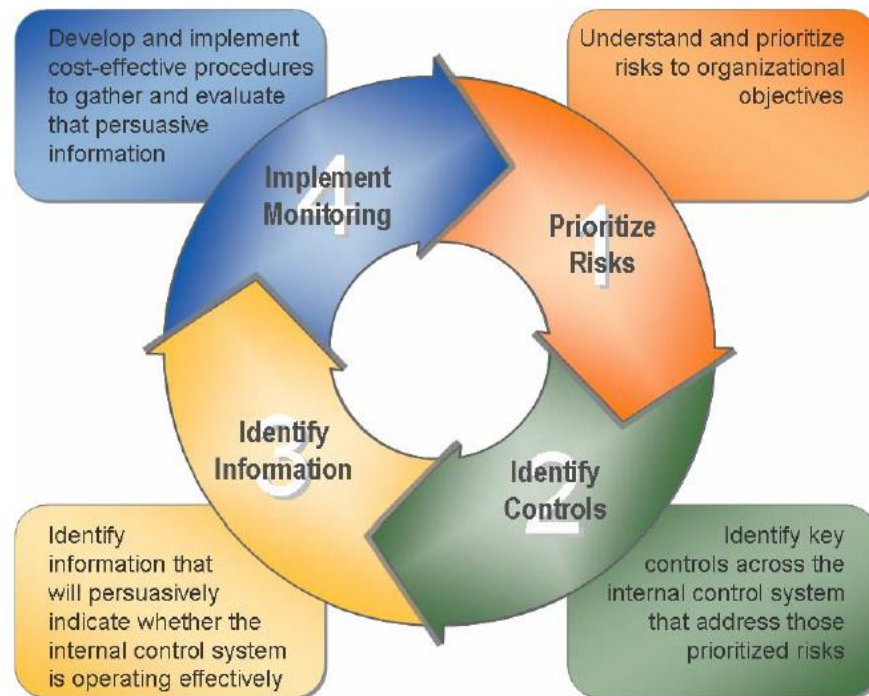 Develop and implement
cost-effective procedures
to gather and evaluate
that persuasive
information
Understand and prioritize
risks to organizational
objectives
4
Implement
Monitoring
1
Prioritize
Risks
3
Identify
Information
2
Identify
Controls
Identify
information that
will persuasively
indicate whether the
internal control system
is operating effectively
Identify key
controls across the
internal control system
that address those
prioritized risks